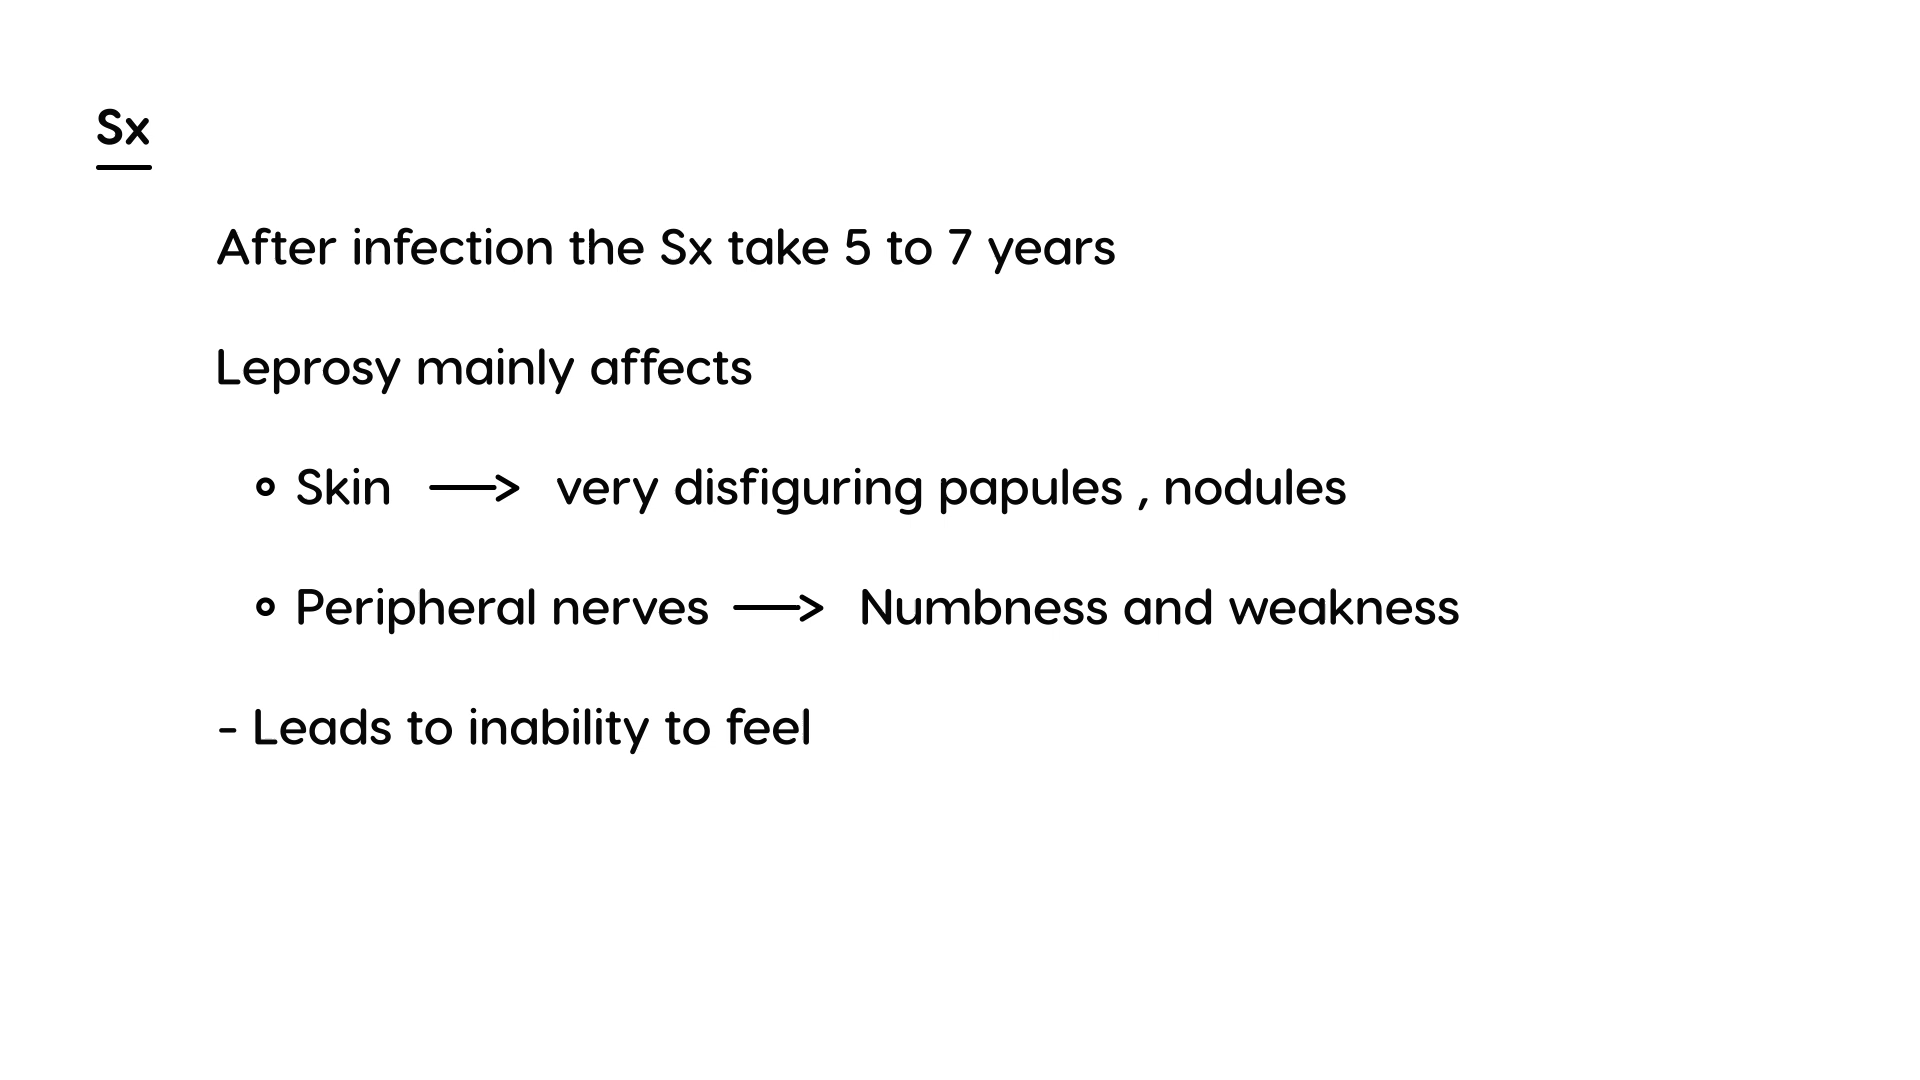 Sx
After infection the Sx take 5 to 7 years
Leprosy mainly affects
∘ Skin ⟶ very disfiguring papules , nodules
∘ Peripheral nerves ⟶ Numbness and weakness
- Leads to inability to feel